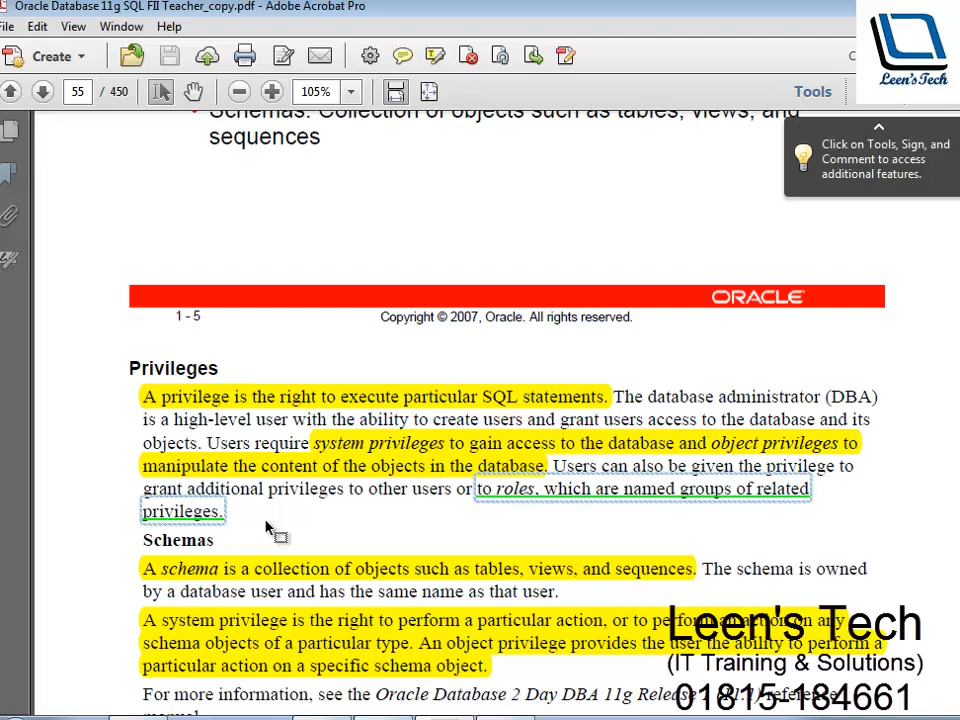 Oracle Database 11g SQL FII Teacher_copy.pdf - Adobe Acrobat Pro
File Edit View Window Help
Create
55 / 450 105% Tools
Leen'sTech
Click on Tools, Sign, and
Comment to access
additional features.
• Schemas: Collection of objects such as tables, views, and
sequences
ORACLE
1 - 5 Copyright © 2007, Oracle. All rights reserved.
Privileges
A privilege is the right to execute particular SQL statements. The database administrator (DBA)
is a high-level user with the ability to create users and grant users access to the database and its
objects. Users require system privileges to gain access to the database and object privileges to
manipulate the content of the objects in the database. Users can also be given the privilege to
grant additional privileges to other users or to roles, which are named groups of related
privileges.
Schemas
A schema is a collection of objects such as tables, views, and sequences. The schema is owned
by a database user and has the same name as that user.
A system privilege is the right to perform a particular action, or to perform an action on any
schema objects of a particular type. An object privilege provides the user the ability to perform a
particular action on a specific schema object.
For more information, see the Oracle Database 2 Day DBA 11g Release 1 (11.1) reference
manual.
Leen's Tech
(IT Training & Solutions)
01815-184661